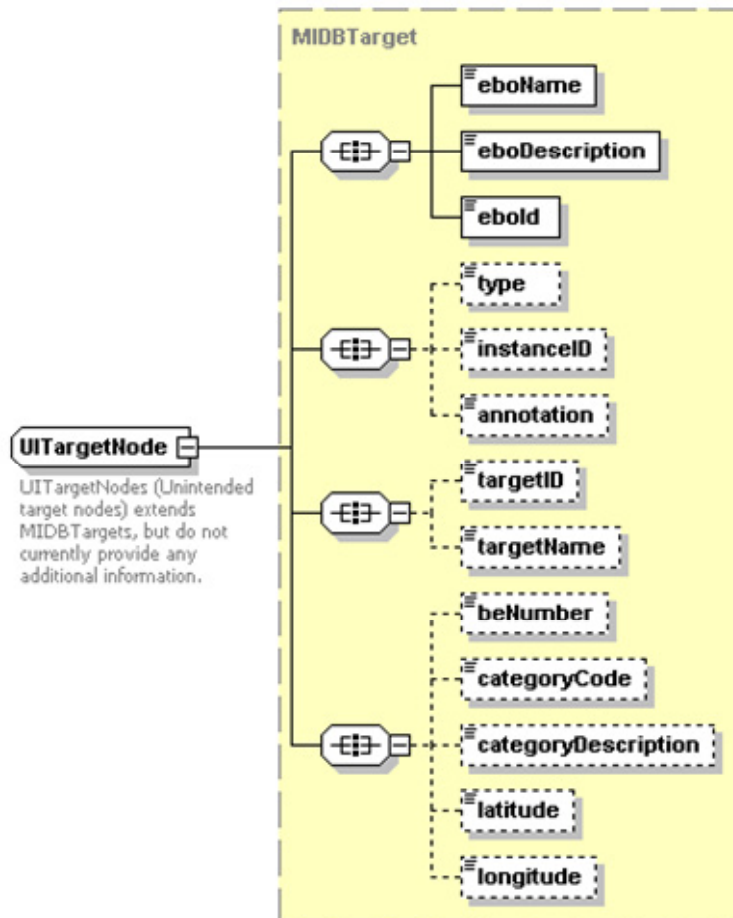 MIDBTarget
eboName
eboDescription
eboId
type
instanceID
annotation
UITargetNode
UITargetNodes (Unintended
target nodes) extends
MIDBTargets, but do not
currently provide any
additional information.
targetID
targetName
beNumber
categoryCode
categoryDescription
latitude
longitude